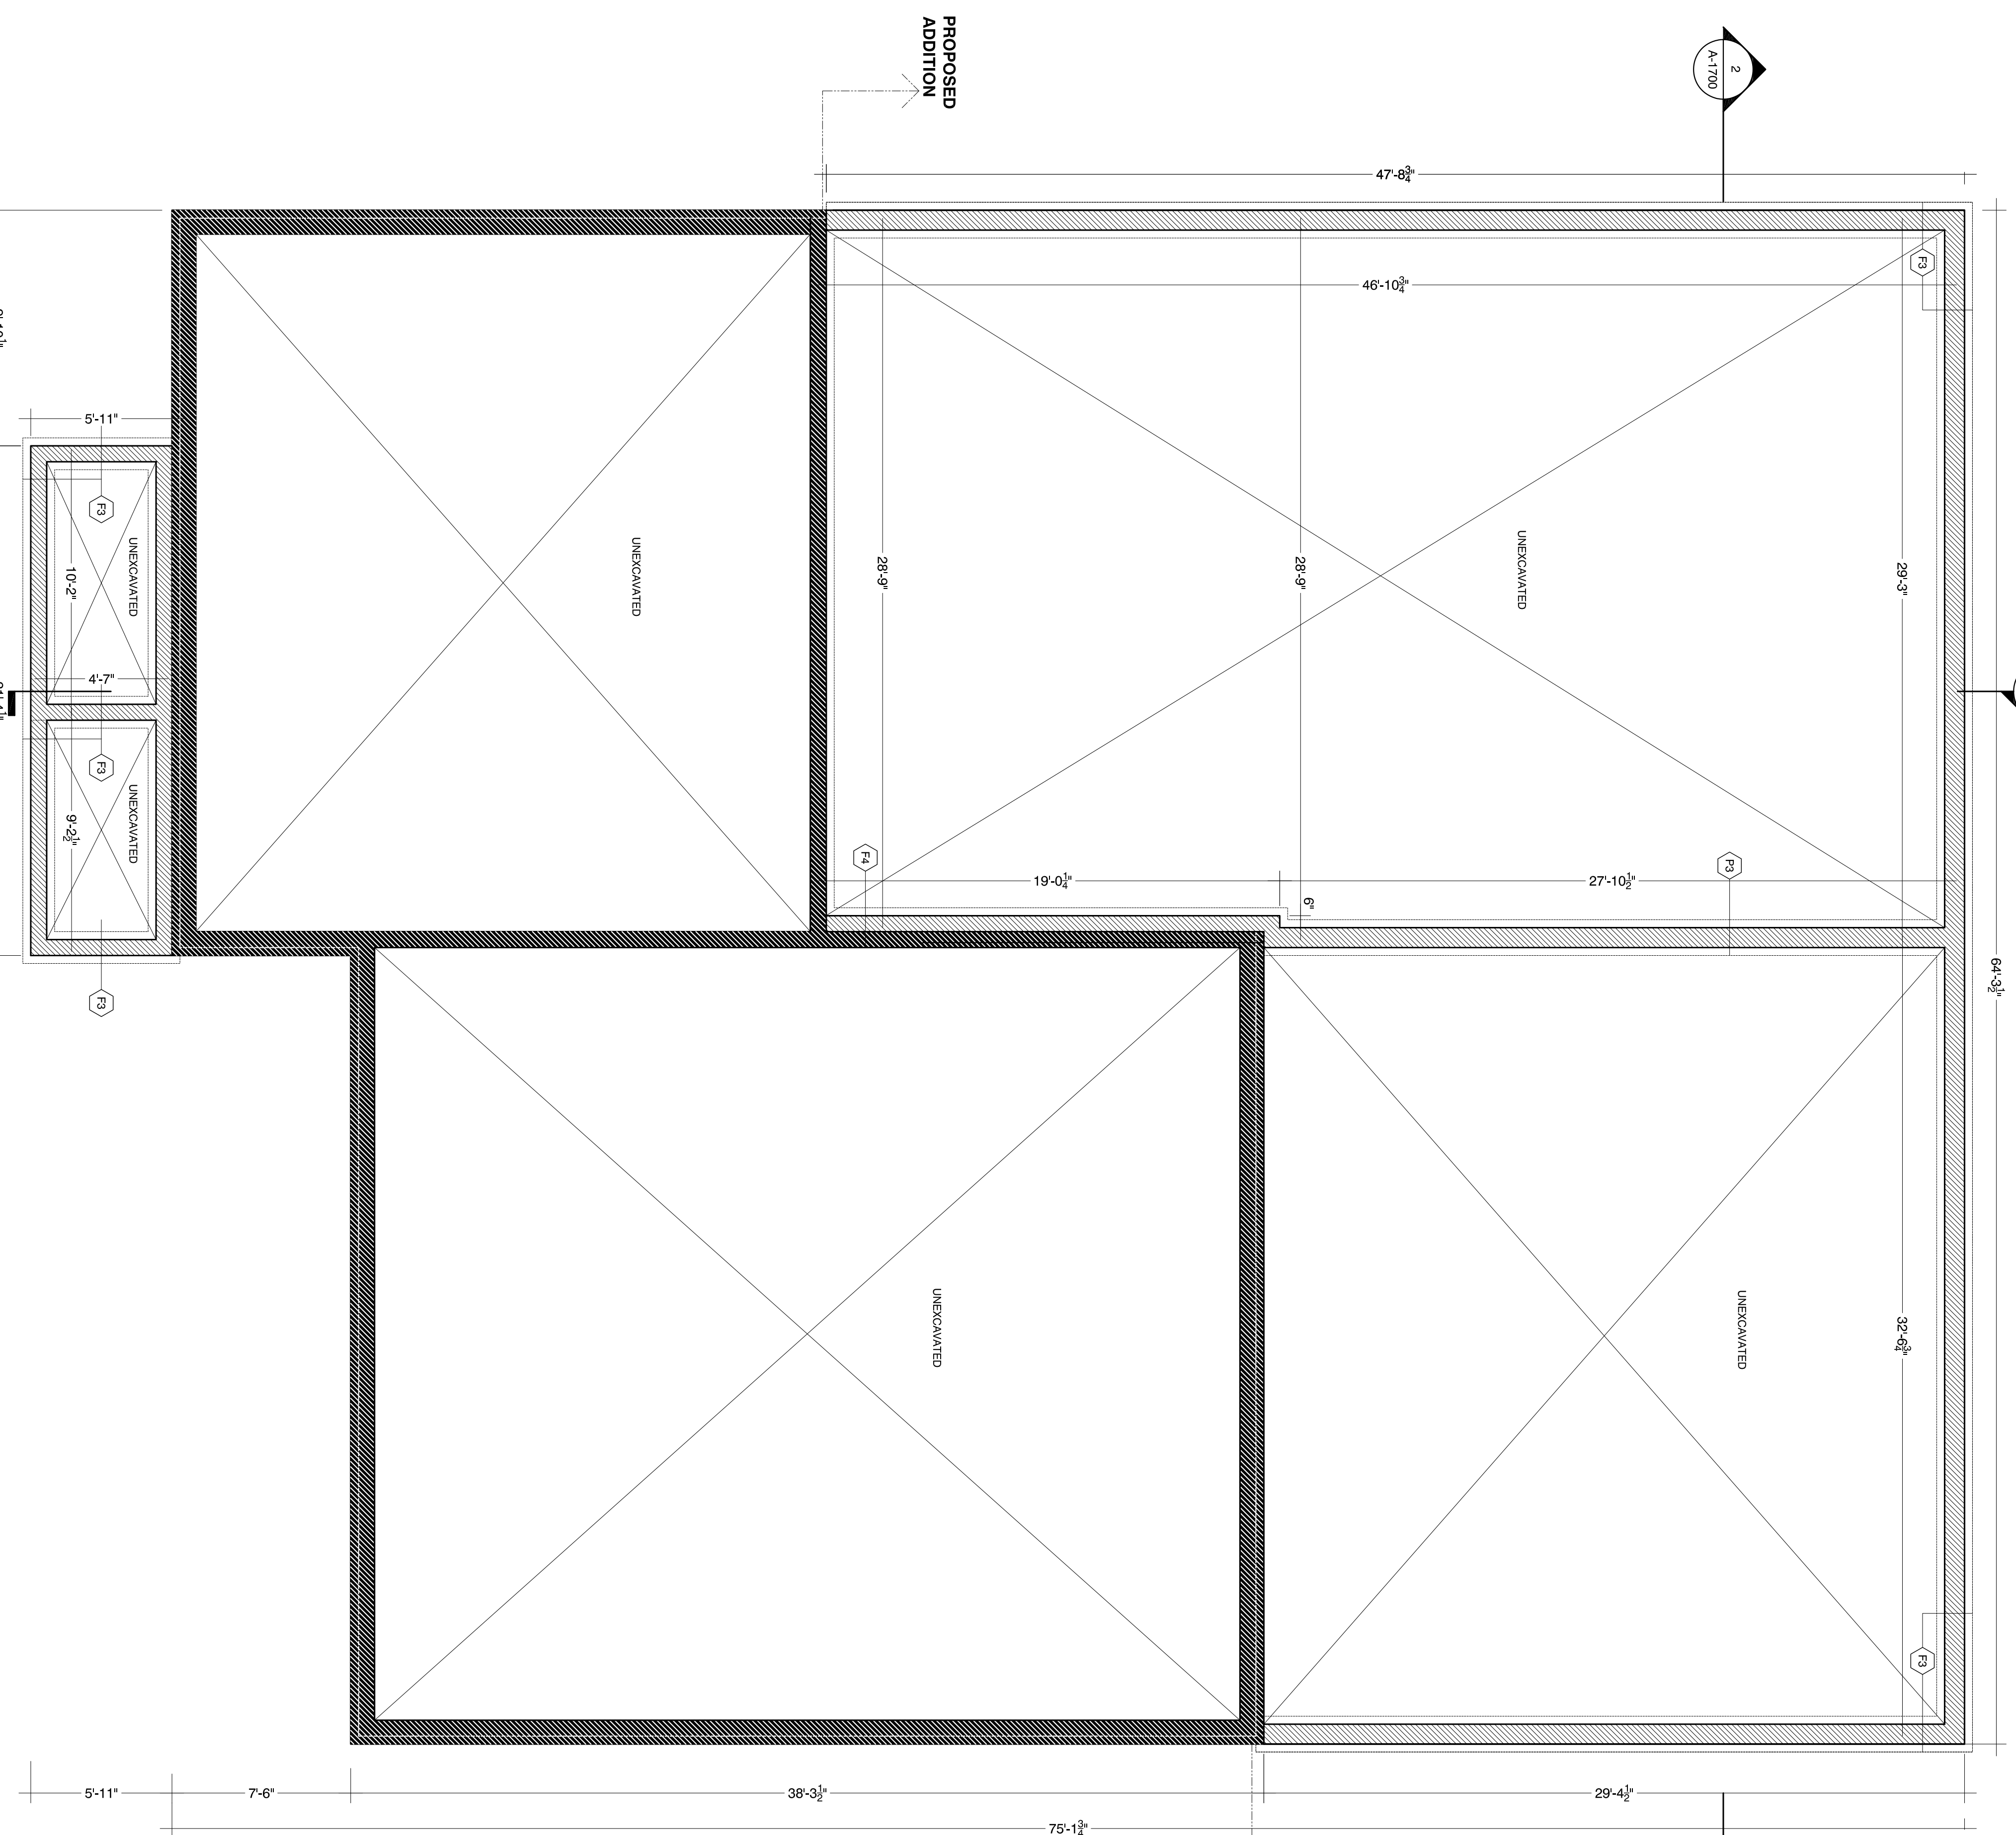 PROPOSED
ADDITION
2
A-1700
47'-8¾"
F3
46'-10¾"
5'-11"
F3
UNEXCAVATED
10'-2"
UNEXCAVATED
28'-9"
28'-9"
UNEXCAVATED
29'-3"
4'-7"
F3
UNEXCAVATED
9'-2½"
F4
P3
19'-0¼"
27'-10½"
6"
64'-3½"
F3
UNEXCAVATED
UNEXCAVATED
32'-6¾"
F3
5'-11"
7'-6"
38'-3½"
29'-4½"
75'-1¾"